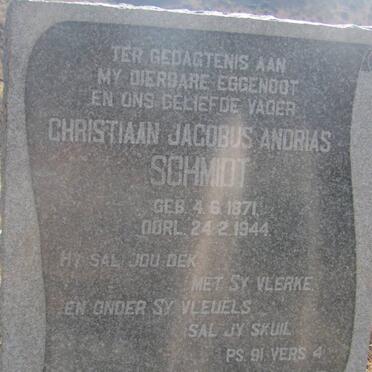 TER GEDAGTENIS AAN
MY DIERBARE EGGENOOT
EN ONS GELIEFDE VADER
CHRISTIAAN JACOBUS ANDRIAS
SCHMIDT
GEB. 4.6.1871.
OORL. 24.2.1944
HY SAL JOU DEK
MET SY VLERKE,
EN ONDER SY VLEUELS
SAL JY SKUIL.
PS. 91 VERS 4